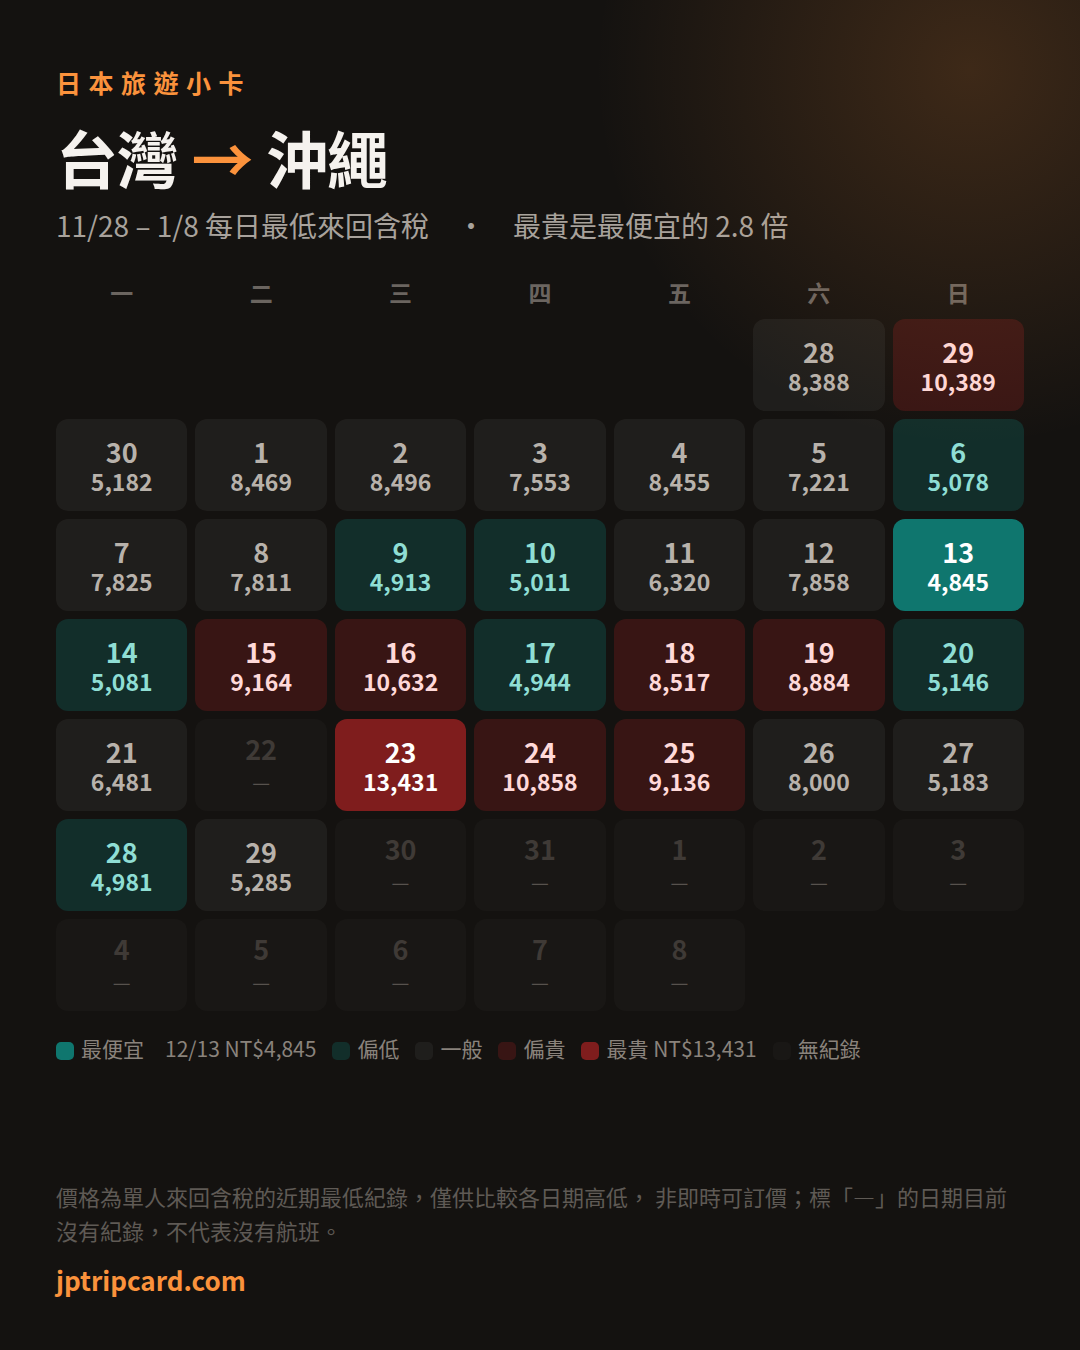 日本旅遊小卡
台灣 → 沖繩
11/28 – 1/8 每日最低來回含稅 ・ 最貴是最便宜的 2.8 倍
一 二 三 四 五 六 日
28 29
8,388 10,389
30 1 2 3 4 5 6
5,182 8,469 8,496 7,553 8,455 7,221 5,078
7 8 9 10 11 12 13
7,825 7,811 4,913 5,011 6,320 7,858 4,845
14 15 16 17 18 19 20
5,081 9,164 10,632 4,944 8,517 8,884 5,146
21 22 23 24 25 26 27
6,481 — 13,431 10,858 9,136 8,000 5,183
28 29 30 31 1 2 3
4,981 5,285 — — — — —
4 5 6 7 8
— — — — —
最便宜 12/13 NT$4,845 偏低 一般 偏貴 最貴 NT$13,431 無紀錄
價格為單人來回含稅的近期最低紀錄，僅供比較各日期高低， 非即時可訂價；標「—」的日期目前
沒有紀錄，不代表沒有航班。
jptripcard.com